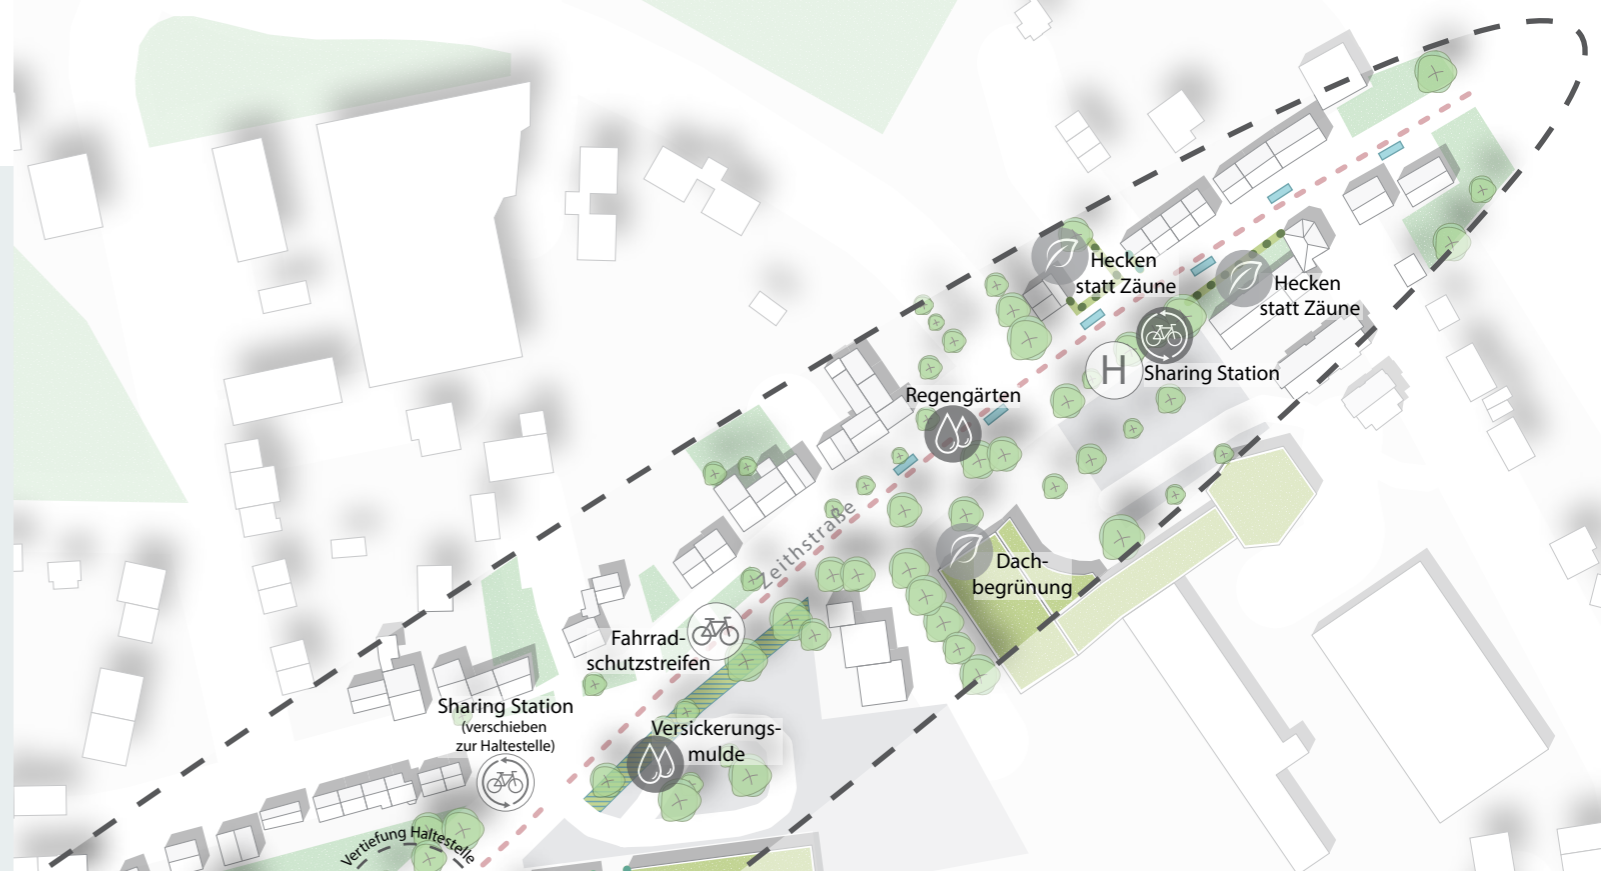 Hecken
statt Zäune
Hecken
statt Zäune
H
Sharing Station
Regengärten
Zeithstraße
Dach-
begrünung
Fahrrad-
schutzstreifen
Sharing Station
(verschieben
zur Haltestelle)
Versickerungs-
mulde
Vertiefung Haltestelle